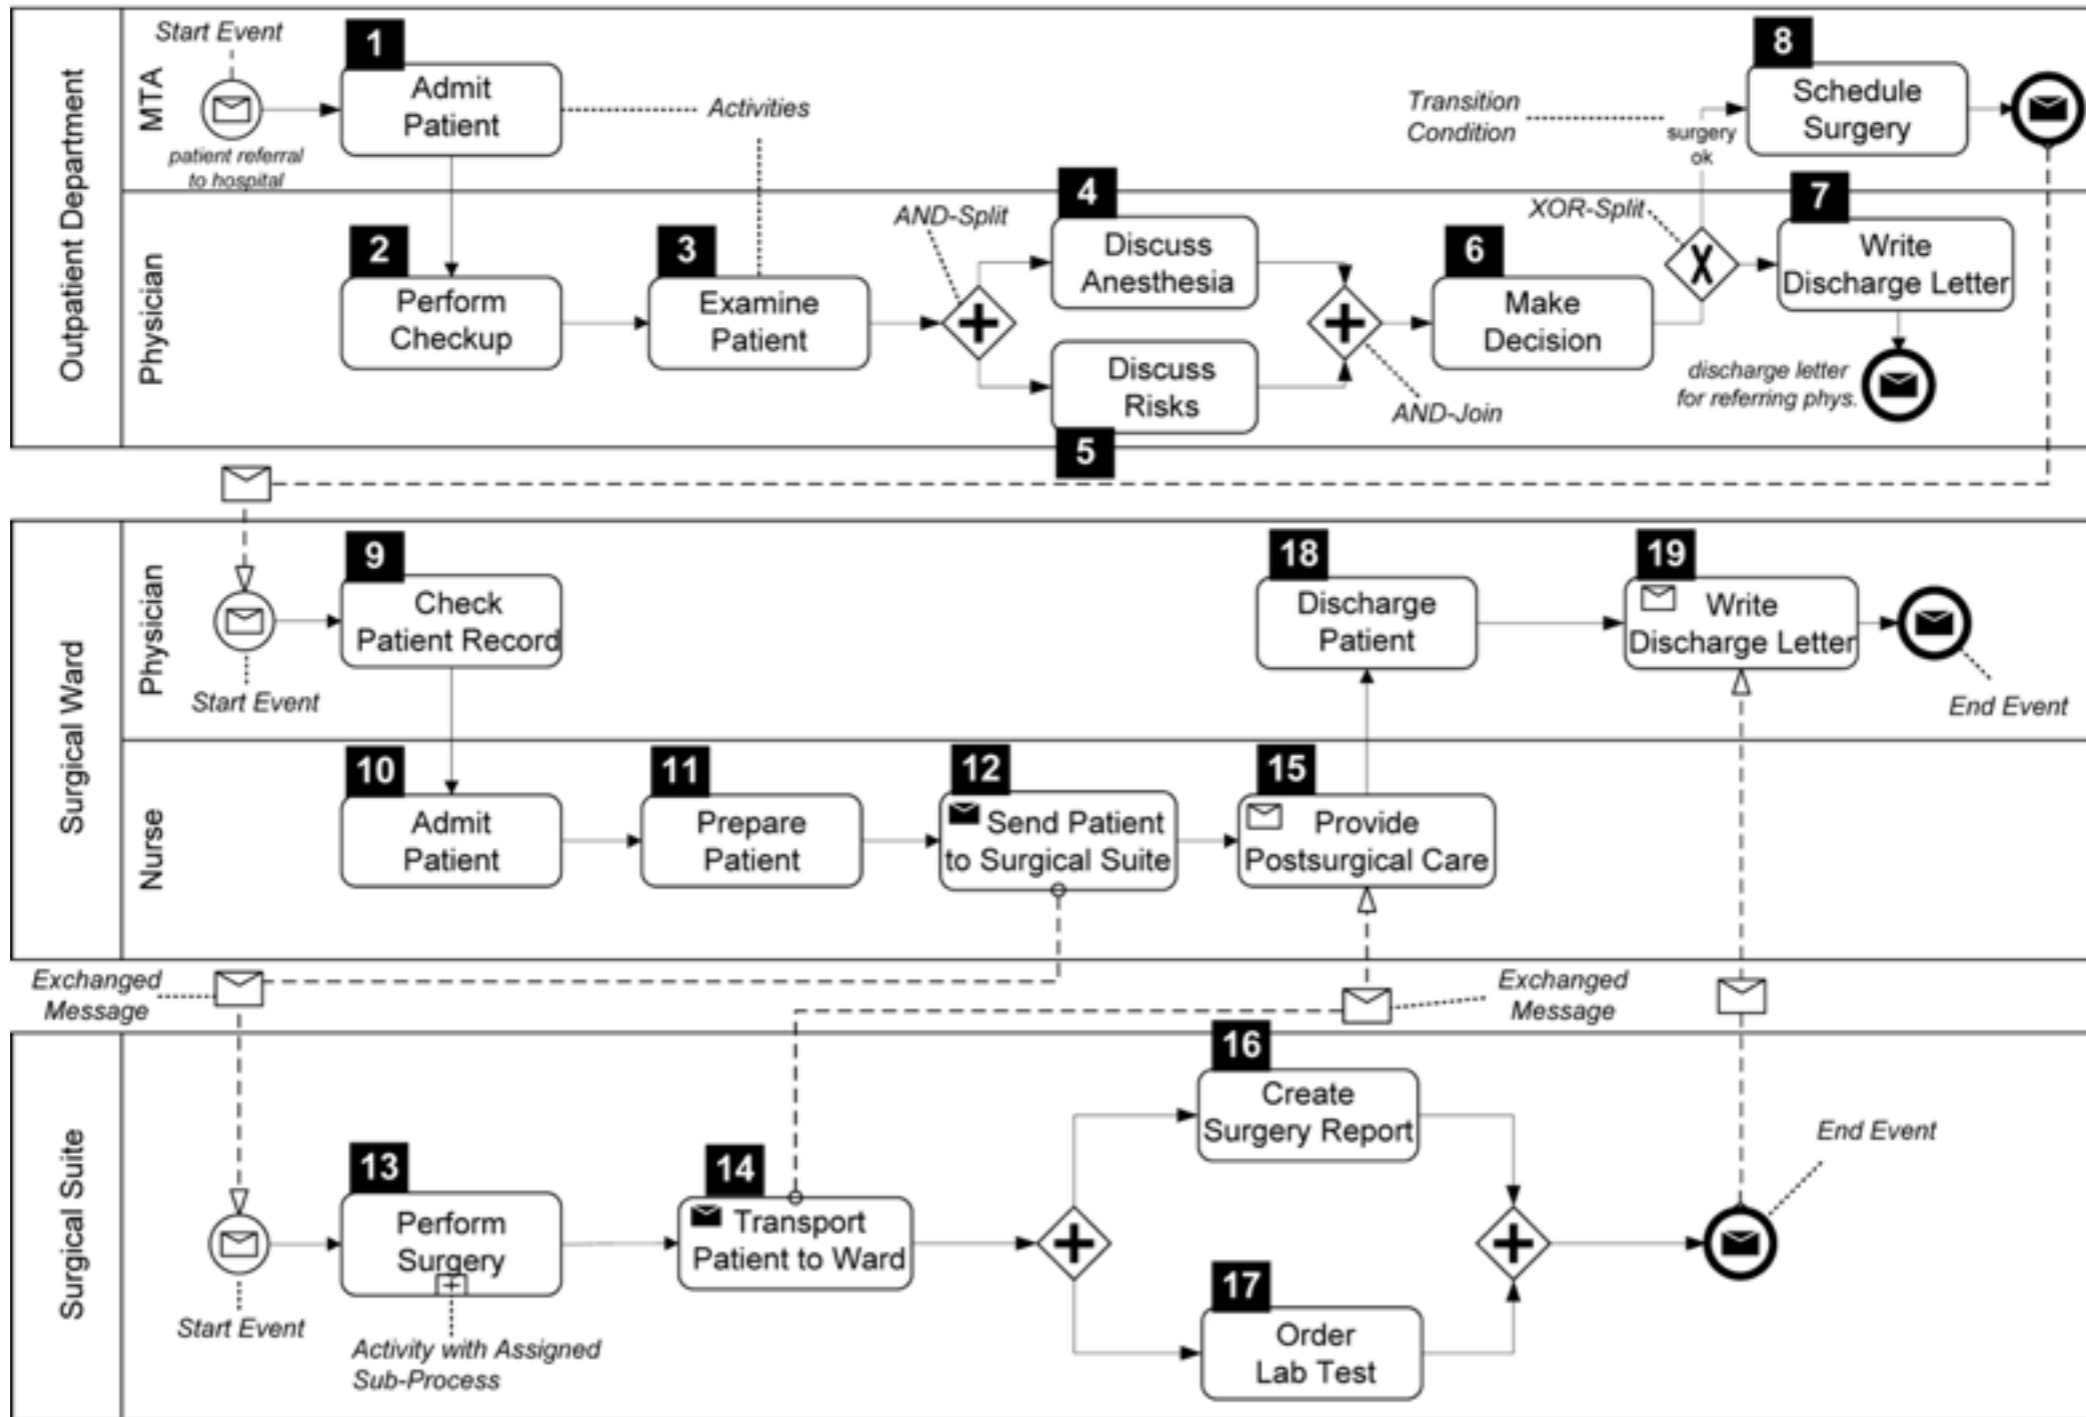 Outpatient Department
MTA
Physician
Start Event
patient referral
to hospital
1
Admit
Patient
Activities
Transition
Condition
surgery
ok
8
Schedule
Surgery
2
Perform
Checkup
3
Examine
Patient
AND-Split
4
Discuss
Anesthesia
Discuss
Risks
5
AND-Join
6
Make
Decision
XOR-Split
7
Write
Discharge Letter
discharge letter
for referring phys.
Surgical Ward
Physician
Nurse
Start Event
9
Check
Patient Record
18
Discharge
Patient
19
Write
Discharge Letter
End Event
10
Admit
Patient
11
Prepare
Patient
12
Send Patient
to Surgical Suite
15
Provide
Postsurgical Care
Exchanged
Message
Exchanged
Message
Surgical Suite
Start Event
13
Perform
Surgery
Activity with Assigned
Sub-Process
14
Transport
Patient to Ward
16
Create
Surgery Report
17
Order
Lab Test
End Event